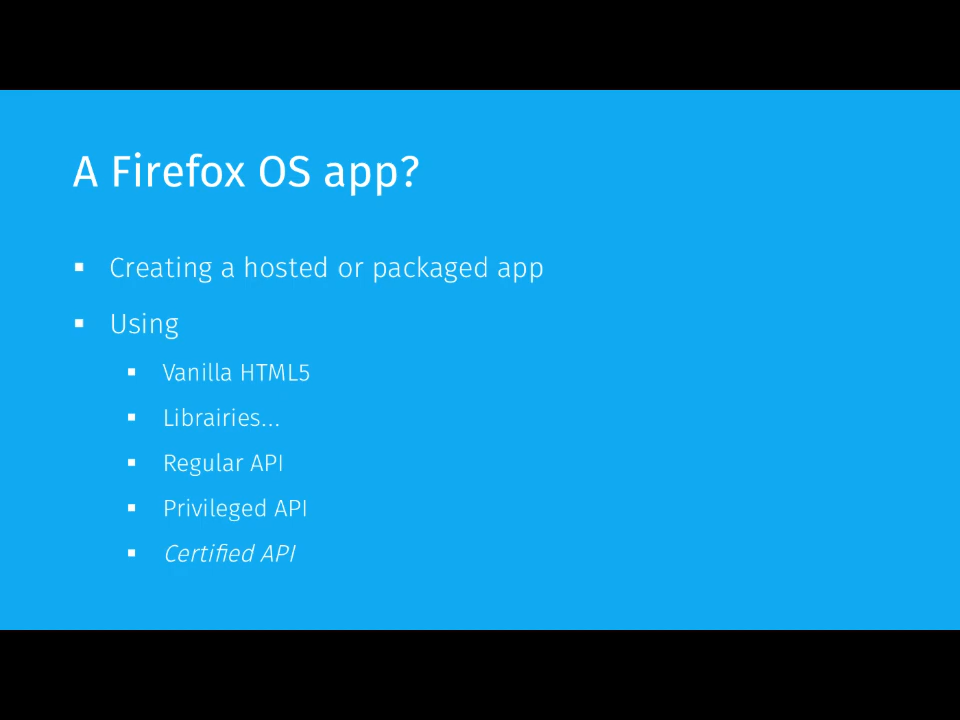 A Firefox OS app?
▪ Creating a hosted or packaged app
▪ Using
▪ Vanilla HTML5
▪ Librairies...
▪ Regular API
▪ Privileged API
▪ Certified API